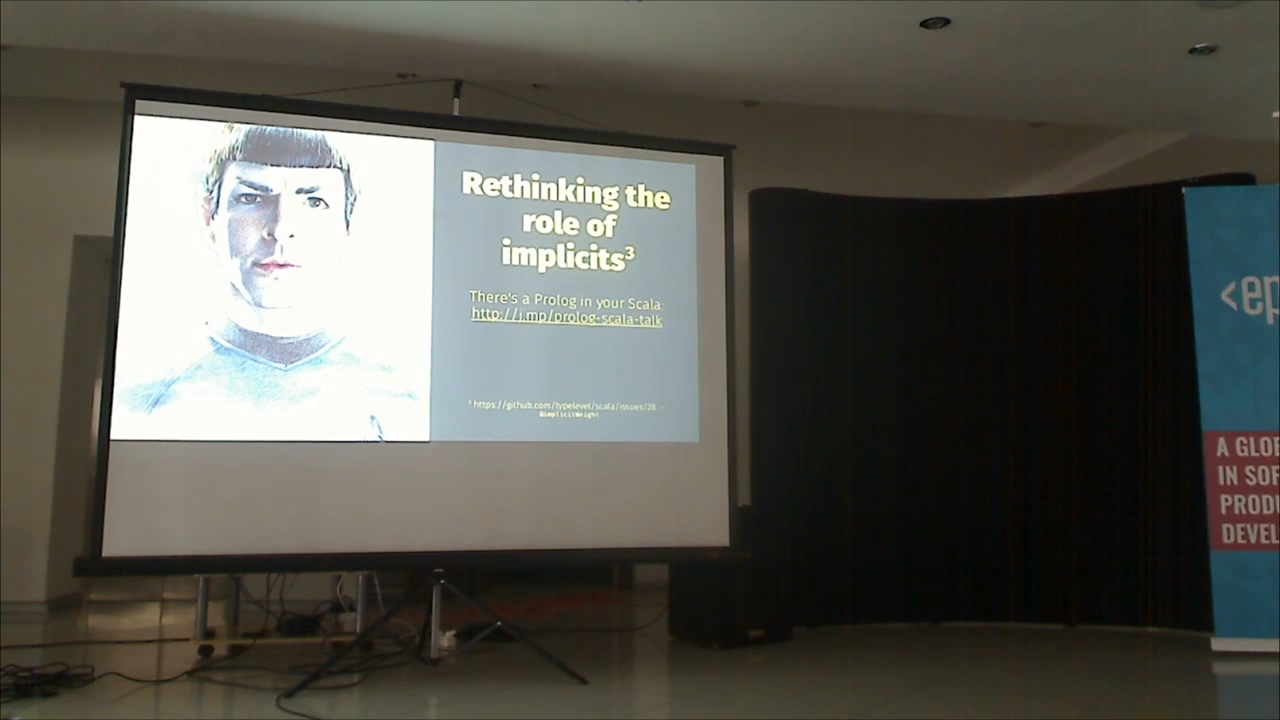 Rethinking the
role of
implicits³
There's a Prolog in your Scala:
http://j.mp/prolog-scala-talk
³ https://github.com/typelevel/scala/issues/28 —
@implicitWeight
<ep
A GLO
IN SOF
PRODU
DEVEL